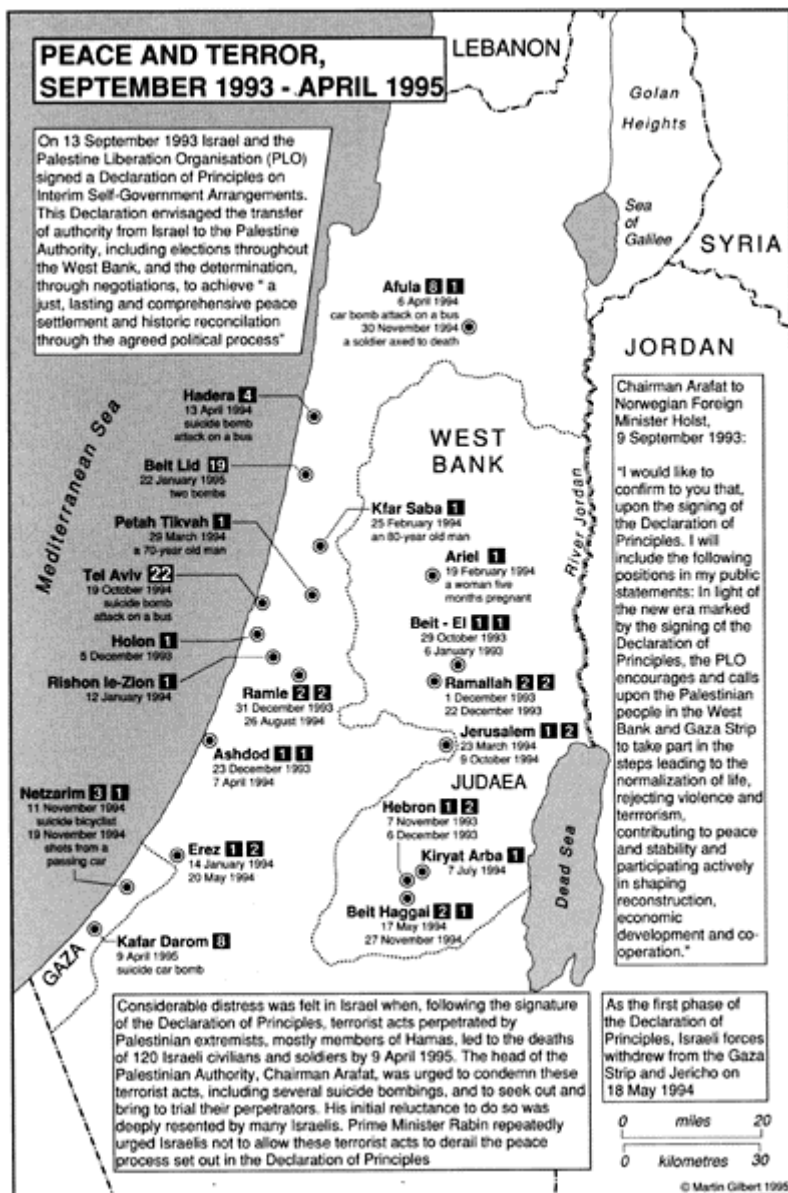 PEACE AND TERROR,
SEPTEMBER 1993 - APRIL 1995
On 13 September 1993 Israel and the
Palestine Liberation Organisation (PLO)
signed a Declaration of Principles on
Interim Self-Government Arrangements.
This Declaration envisaged the transfer
of authority from Israel to the Palestine
Authority, including elections throughout
the West Bank, and the determination,
through negotiations, to achieve " a
just, lasting and comprehensive peace
settlement and historic reconcilation
through the agreed political process"
LEBANON
Golan
Heights
Sea
of
Galilee
SYRIA
JORDAN
Mediterranean Sea
Afula 8 1
6 April 1994
car bomb attack on a bus
30 November 1994
a soldier axed to death
Hadera 4
13 April 1994
suicide bomb
attack on a bus
Beit Lid 19
22 January 1995
two bombs
WEST
BANK
River Jordan
Petah Tikvah 1
29 March 1994
a 70-year old man
Kfar Saba 1
25 February 1994
an 80-year old man
Tel Aviv 22
19 October 1994
suicide bomb
attack on a bus
Ariel 1
19 February 1994
a woman five
months pregnant
Holon 1
5 December 1993
Beit - El 1 1
29 October 1993
6 January 1993
Rishon le-Zion 1
12 January 1994
Ramle 2 2
31 December 1993
26 August 1994
Ramallah 2 2
1 December 1993
22 December 1993
Ashdod 1 1
23 December 1993
7 April 1994
Jerusalem 1 2
23 March 1994
9 October 1994
JUDAEA
Netzarim 3 1
11 November 1994
suicide bicyclist
19 November 1994
shots from a
passing car
Erez 1 2
14 January 1994
20 May 1994
Hebron 1 2
7 November 1993
6 December 1993
Kiryat Arba 1
7 July 1994
Beit Haggai 2 1
17 May 1994
27 November 1994
Dead Sea
Kafar Darom 8
9 April 1995
suicide car bomb
GAZA
Chairman Arafat to
Norwegian Foreign
Minister Holst,
9 September 1993:
"I would like to
confirm to you that,
upon the signing of
the Declaration of
Principles. I will
include the following
positions in my public
statements: In light of
the new era marked
by the signing of the
Declaration of
Principles, the PLO
encourages and calls
upon the Palestinian
people in the West
Bank and Gaza Strip
to take part in the
steps leading to the
normalization of life,
rejecting violence and
terrrorism,
contributing to peace
and stability and
participating actively
in shaping
reconstruction,
economic
development and co-
operation."
Considerable distress was felt in Israel when, following the signature
of the Declaration of Principles, terrorist acts perpetrated by
Palestinian extremists, mostly members of Hamas, led to the deaths
of 120 Israeli civilians and soldiers by 9 April 1995. The head of the
Palestinian Authority, Chairman Arafat, was urged to condemn these
terrorist acts, including several suicide bombings, and to seek out and
bring to trial their perpetrators. His initial reluctance to do so was
deeply resented by many Israelis. Prime Minister Rabin repeatedly
urged Israelis not to allow these terrorist acts to derail the peace
process set out in the Declaration of Principles
As the first phase of
the Declaration of
Principles, Israeli forces
withdrew from the Gaza
Strip and Jericho on
18 May 1994
0 miles 20
0 kilometres 30
© Martin Gilbert 1995